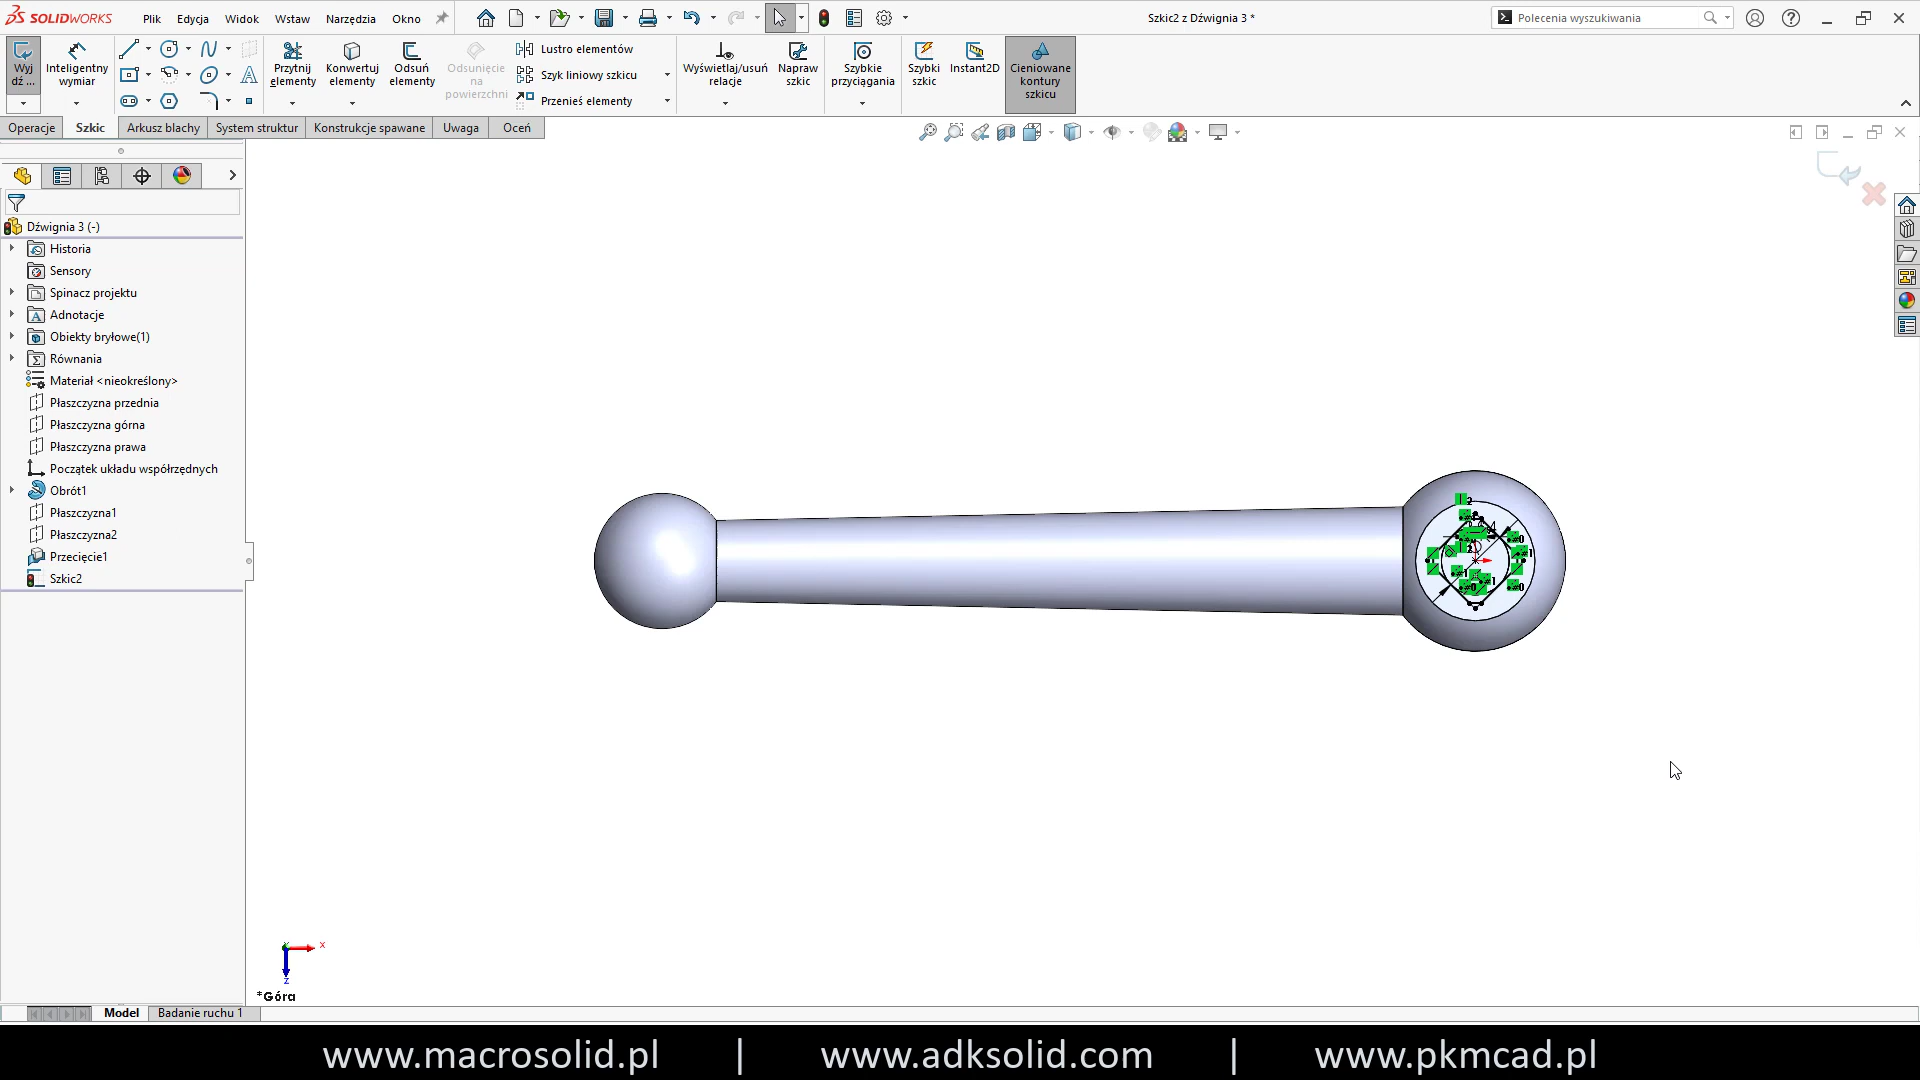 SOLIDWORKS
Plik Edycja Widok Wstaw Narzędzia Okno
Szkic2 z Dźwignia 3 *
Polecenia wyszukiwania
Wyj dź ...
Inteligentny wymiar
Przytnij elementy
Konwertuj elementy
Odsuń elementy
Odsunięcie na powierzchni
Lustro elementów
Szyk liniowy szkicu
Przenieś elementy
Wyświetlaj/usuń relacje
Napraw szkic
Szybkie przyciągania
Szybki szkic
Instant2D
Cieniowane kontury szkicu
Operacje Szkic Arkusz blachy System struktur Konstrukcje spawane Uwaga Oceń
Dźwignia 3 (-)
Historia
Sensory
Spinacz projektu
Adnotacje
Obiekty bryłowe(1)
Równania
Materiał <nieokreślony>
Płaszczyzna przednia
Płaszczyzna górna
Płaszczyzna prawa
Początek układu współrzędnych
Obrót1
Płaszczyzna1
Płaszczyzna2
Przecięcie1
Szkic2
x
z
*Góra
Model Badanie ruchu 1
www.macrosolid.pl | www.adksolid.com | www.pkmcad.pl